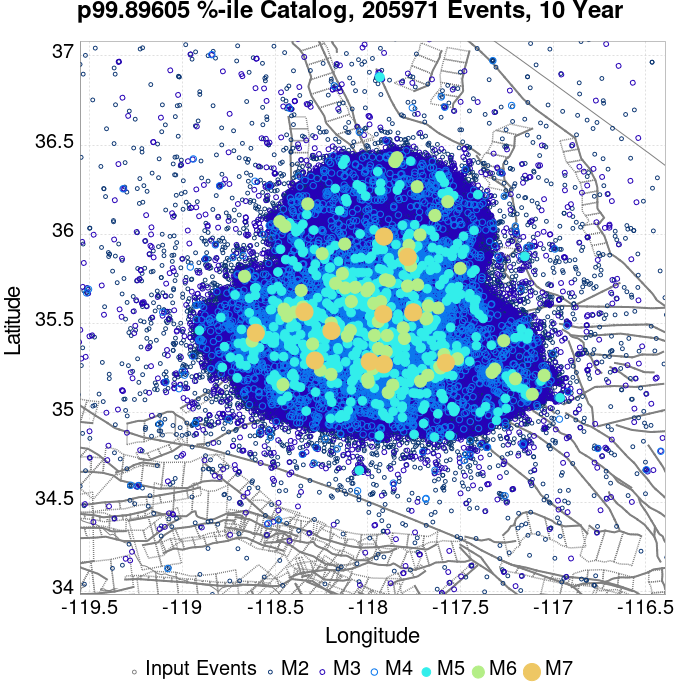 p99.89605 %-ile Catalog, 205971 Events, 10 Year
37
36.5
36
35.5
35
34.5
34
Latitude
-119.5 -119 -118.5 -118 -117.5 -117 -116.5
Longitude
Input Events M2 M3 M4 M5 M6 M7